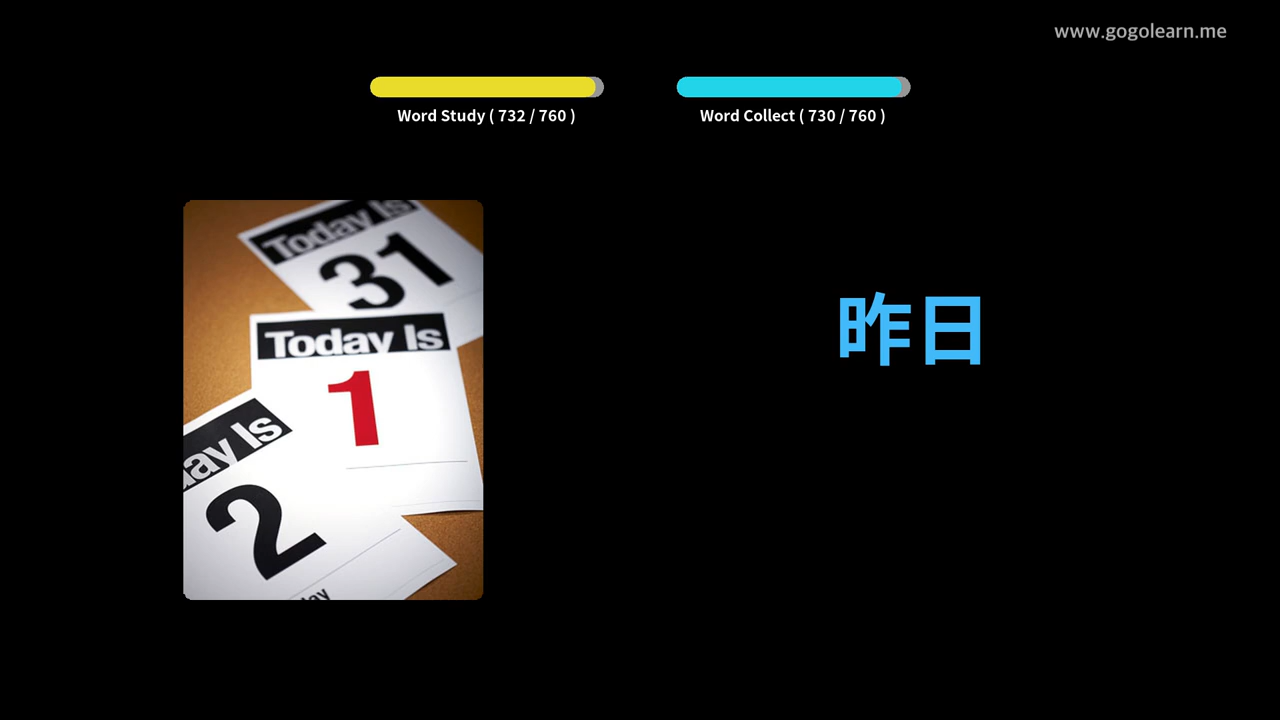 www.gogolearn.me
Word Study ( 732 / 760 )
Word Collect ( 730 / 760 )
Today Is
31
Today Is
1
ay Is
2
昨日